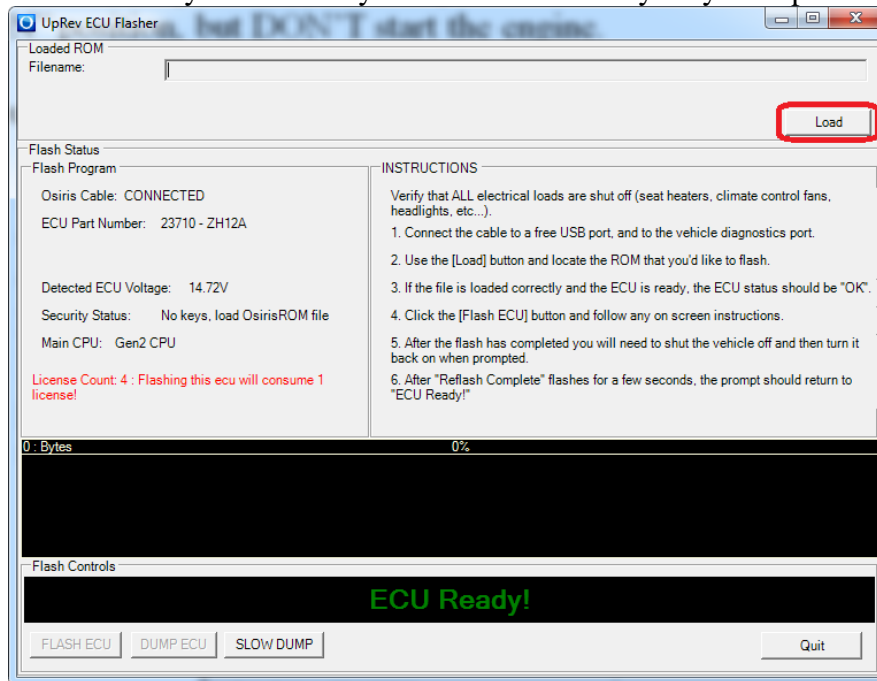 UpRev ECU Flasher
but DON'T start the engine.
Loaded ROM
Filename:
Load
Flash Status
Flash Program
Osiris Cable: CONNECTED
ECU Part Number: 23710 - ZH12A
Detected ECU Voltage: 14.72V
Security Status: No keys, load OsirisROM file
Main CPU: Gen2 CPU
License Count: 4 : Flashing this ecu will consume 1
license!
INSTRUCTIONS
Verify that ALL electrical loads are shut off (seat heaters, climate control fans,
headlights, etc...).
1. Connect the cable to a free USB port, and to the vehicle diagnostics port.
2. Use the [Load] button and locate the ROM that you'd like to flash.
3. If the file is loaded correctly and the ECU is ready, the ECU status should be "OK".
4. Click the [Flash ECU] button and follow any on screen instructions.
5. After the flash has completed you will need to shut the vehicle off and then turn it
back on when prompted.
6. After "Reflash Complete" flashes for a few seconds, the prompt should return to
"ECU Ready!"
0 : Bytes
0%
Flash Controls
ECU Ready!
FLASH ECU
DUMP ECU
SLOW DUMP
Quit